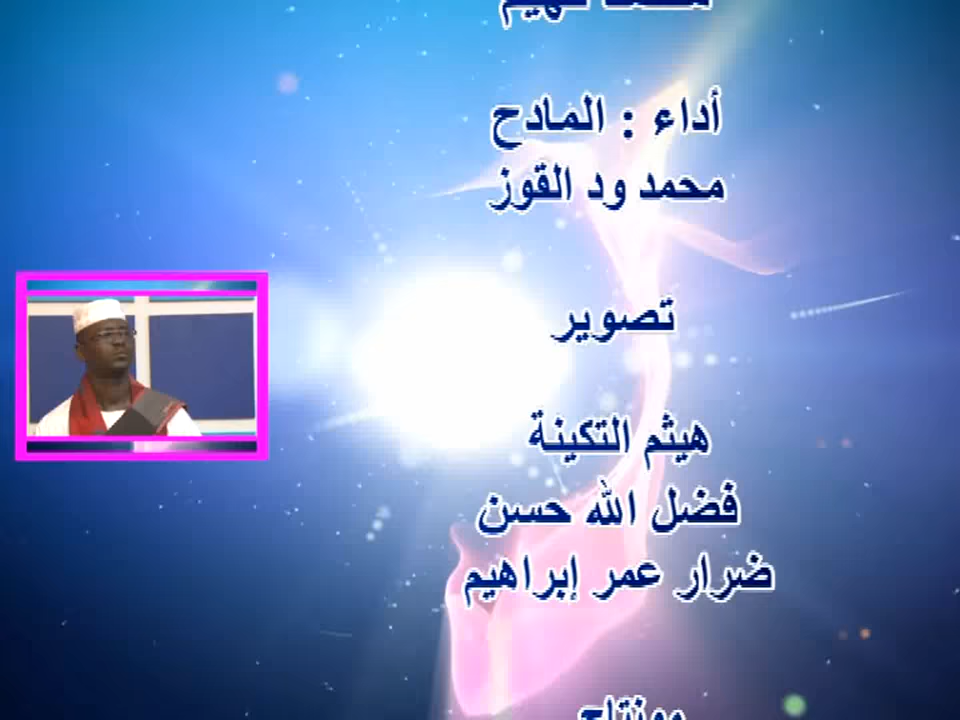 أداء : المادح
محمد ود القوز
تصوير
هيثم التكينة
فضل الله حسن
ضرار عمر إبراهيم